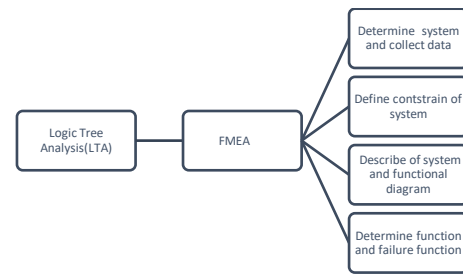 Logic Tree
Analysis(LTA)
FMEA
Determine system
and collect data
Define contstrain of
system
Describe of system
and functional
diagram
Determine function
and failure function